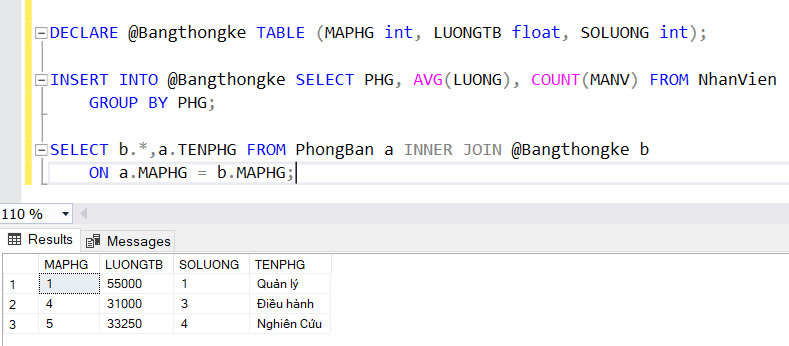 DECLARE @Bangthongke TABLE (MAPHG int, LUONGTB float, SOLUONG int);
INSERT INTO @Bangthongke SELECT PHG, AVG(LUONG), COUNT(MANV) FROM NhanVien
GROUP BY PHG;
SELECT b.*,a.TENPHG FROM PhongBan a INNER JOIN @Bangthongke b
ON a.MAPHG = b.MAPHG;
110 %
Results Messages
MAPHG LUONGTB SOLUONG TENPHG
1 1 55000 1 Quản lý
2 4 31000 3 Điều hành
3 5 33250 4 Nghiên Cứu